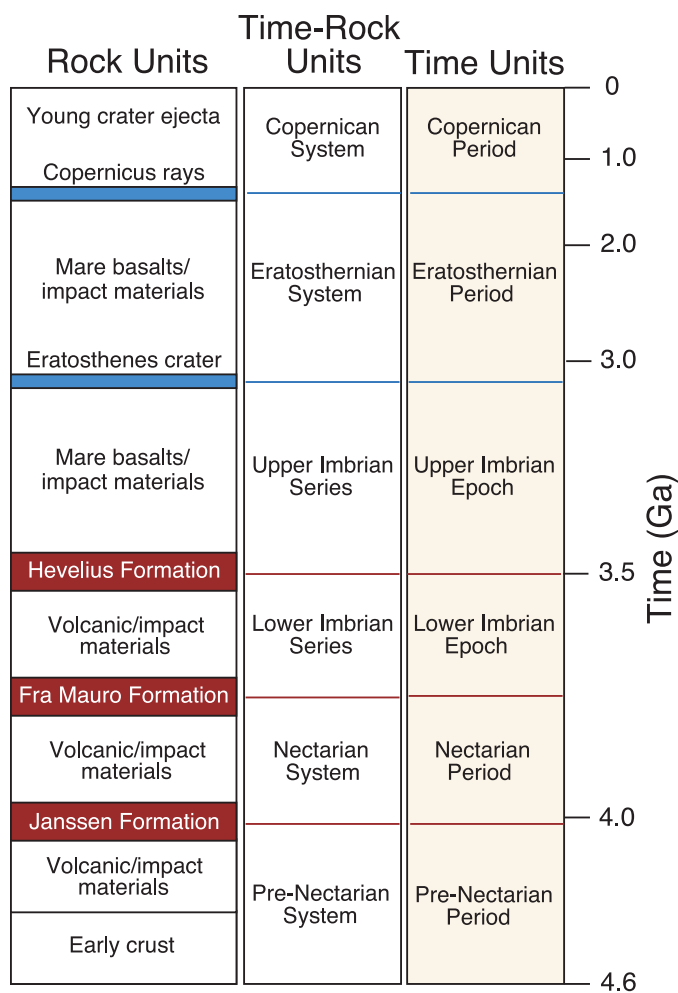 Rock Units
Time-Rock
Units
Time Units
Young crater ejecta
Copernicus rays
Mare basalts/
impact materials
Eratosthenes crater
Mare basalts/
impact materials
Hevelius Formation
Volcanic/impact
materials
Fra Mauro Formation
Volcanic/impact
materials
Janssen Formation
Volcanic/impact
materials
Early crust
Copernican
System
Eratosthernian
System
Upper Imbrian
Series
Lower Imbrian
Series
Nectarian
System
Pre-Nectarian
System
Copernican
Period
Eratosthernian
Period
Upper Imbrian
Epoch
Lower Imbrian
Epoch
Nectarian
Period
Pre-Nectarian
Period
0
1.0
2.0
3.0
3.5
4.0
4.6
Time (Ga)